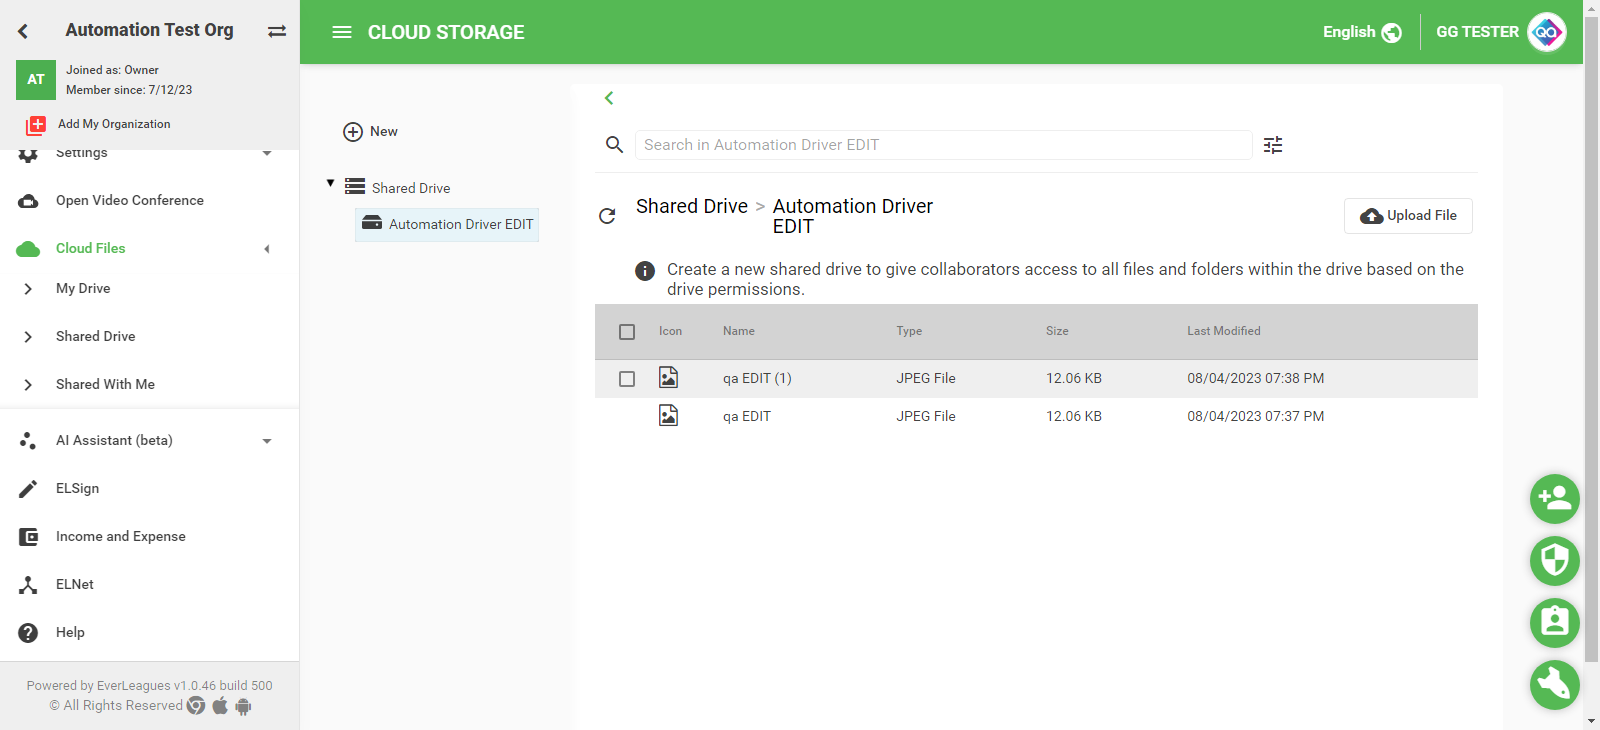 Automation Test Org
AT
Joined as: Owner
Member since: 7/12/23
Add My Organization
Settings
Open Video Conference
Cloud Files
My Drive
Shared Drive
Shared With Me
AI Assistant (beta)
ELSign
Income and Expense
ELNet
Help
Powered by EverLeagues v1.0.46 build 500
© All Rights Reserved
CLOUD STORAGE
English
GG TESTER
QA
New
Shared Drive
Automation Driver EDIT
Search in Automation Driver EDIT
Shared Drive > Automation Driver
EDIT
Upload File
Create a new shared drive to give collaborators access to all files and folders within the drive based on the
drive permissions.
Icon Name Type Size Last Modified
qa EDIT (1) JPEG File 12.06 KB 08/04/2023 07:38 PM
qa EDIT JPEG File 12.06 KB 08/04/2023 07:37 PM